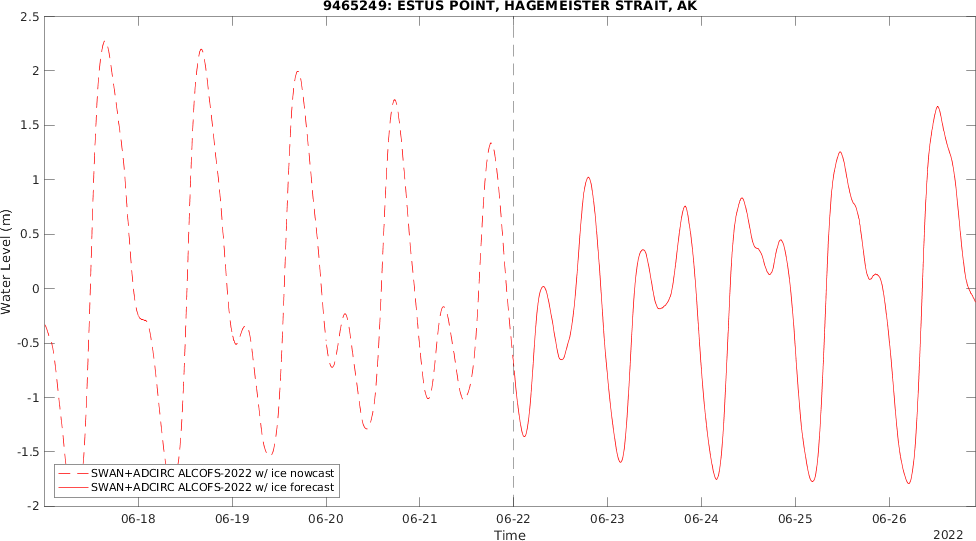 9465249: ESTUS POINT, HAGEMEISTER STRAIT, AK
2.5
2
1.5
1
0.5
0
-0.5
-1
-1.5
-2
Water Level (m)
SWAN+ADCIRC ALCOFS-2022 w/ ice nowcast
SWAN+ADCIRC ALCOFS-2022 w/ ice forecast
06-18 06-19 06-20 06-21 06-22 06-23 06-24 06-25 06-26
Time
2022